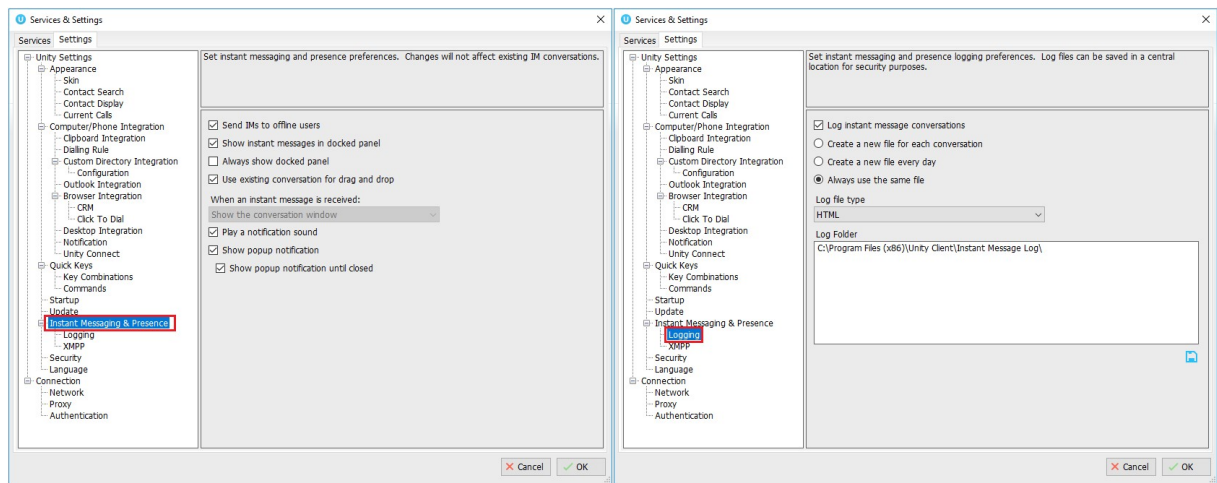 Services & Settings
Services Settings
Unity Settings
Appearance
Skin
Contact Search
Contact Display
Current Calls
Computer/Phone Integration
Clipboard Integration
Dialling Rule
Custom Directory Integration
Configuration
Outlook Integration
Browser Integration
CRM
Click To Dial
Desktop Integration
Notification
Unity Connect
Quick Keys
Key Combinations
Commands
Startup
Update
Instant Messaging & Presence
Logging
XMPP
Security
Language
Connection
Network
Proxy
Authentication
Set instant messaging and presence preferences. Changes will not affect existing IM conversations.
Send IMs to offline users
Show instant messages in docked panel
Always show docked panel
Use existing conversation for drag and drop
When an instant message is received:
Show the conversation window
Play a notification sound
Show popup notification
Show popup notification until closed
Cancel OK
Services & Settings
Services Settings
Unity Settings
Appearance
Skin
Contact Search
Contact Display
Current Calls
Computer/Phone Integration
Clipboard Integration
Dialling Rule
Custom Directory Integration
Configuration
Outlook Integration
Browser Integration
CRM
Click To Dial
Desktop Integration
Notification
Unity Connect
Quick Keys
Key Combinations
Commands
Startup
Update
Instant Messaging & Presence
Logging
XMPP
Security
Language
Connection
Network
Proxy
Authentication
Set instant messaging and presence logging preferences. Log files can be saved in a central
location for security purposes.
Log instant message conversations
Create a new file for each conversation
Create a new file every day
Always use the same file
Log file type
HTML
Log Folder
C:\Program Files (x86)\Unity Client\Instant Message Log\
Cancel OK